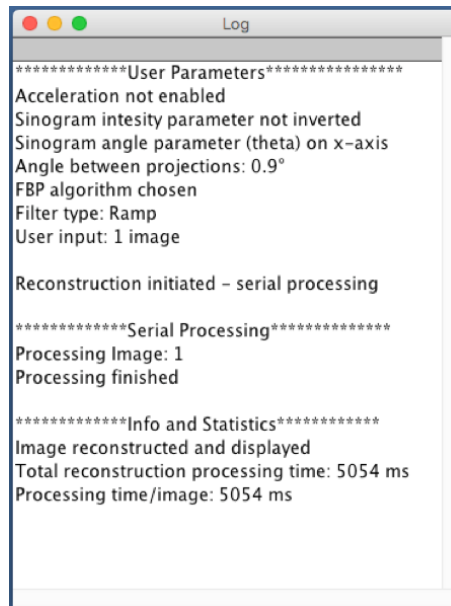 Log
*************User Parameters****************
Acceleration not enabled
Sinogram intesity parameter not inverted
Sinogram angle parameter (theta) on x-axis
Angle between projections: 0.9°
FBP algorithm chosen
Filter type: Ramp
User input: 1 image
Reconstruction initiated – serial processing
*************Serial Processing**************
Processing Image: 1
Processing finished
*************Info and Statistics************
Image reconstructed and displayed
Total reconstruction processing time: 5054 ms
Processing time/image: 5054 ms